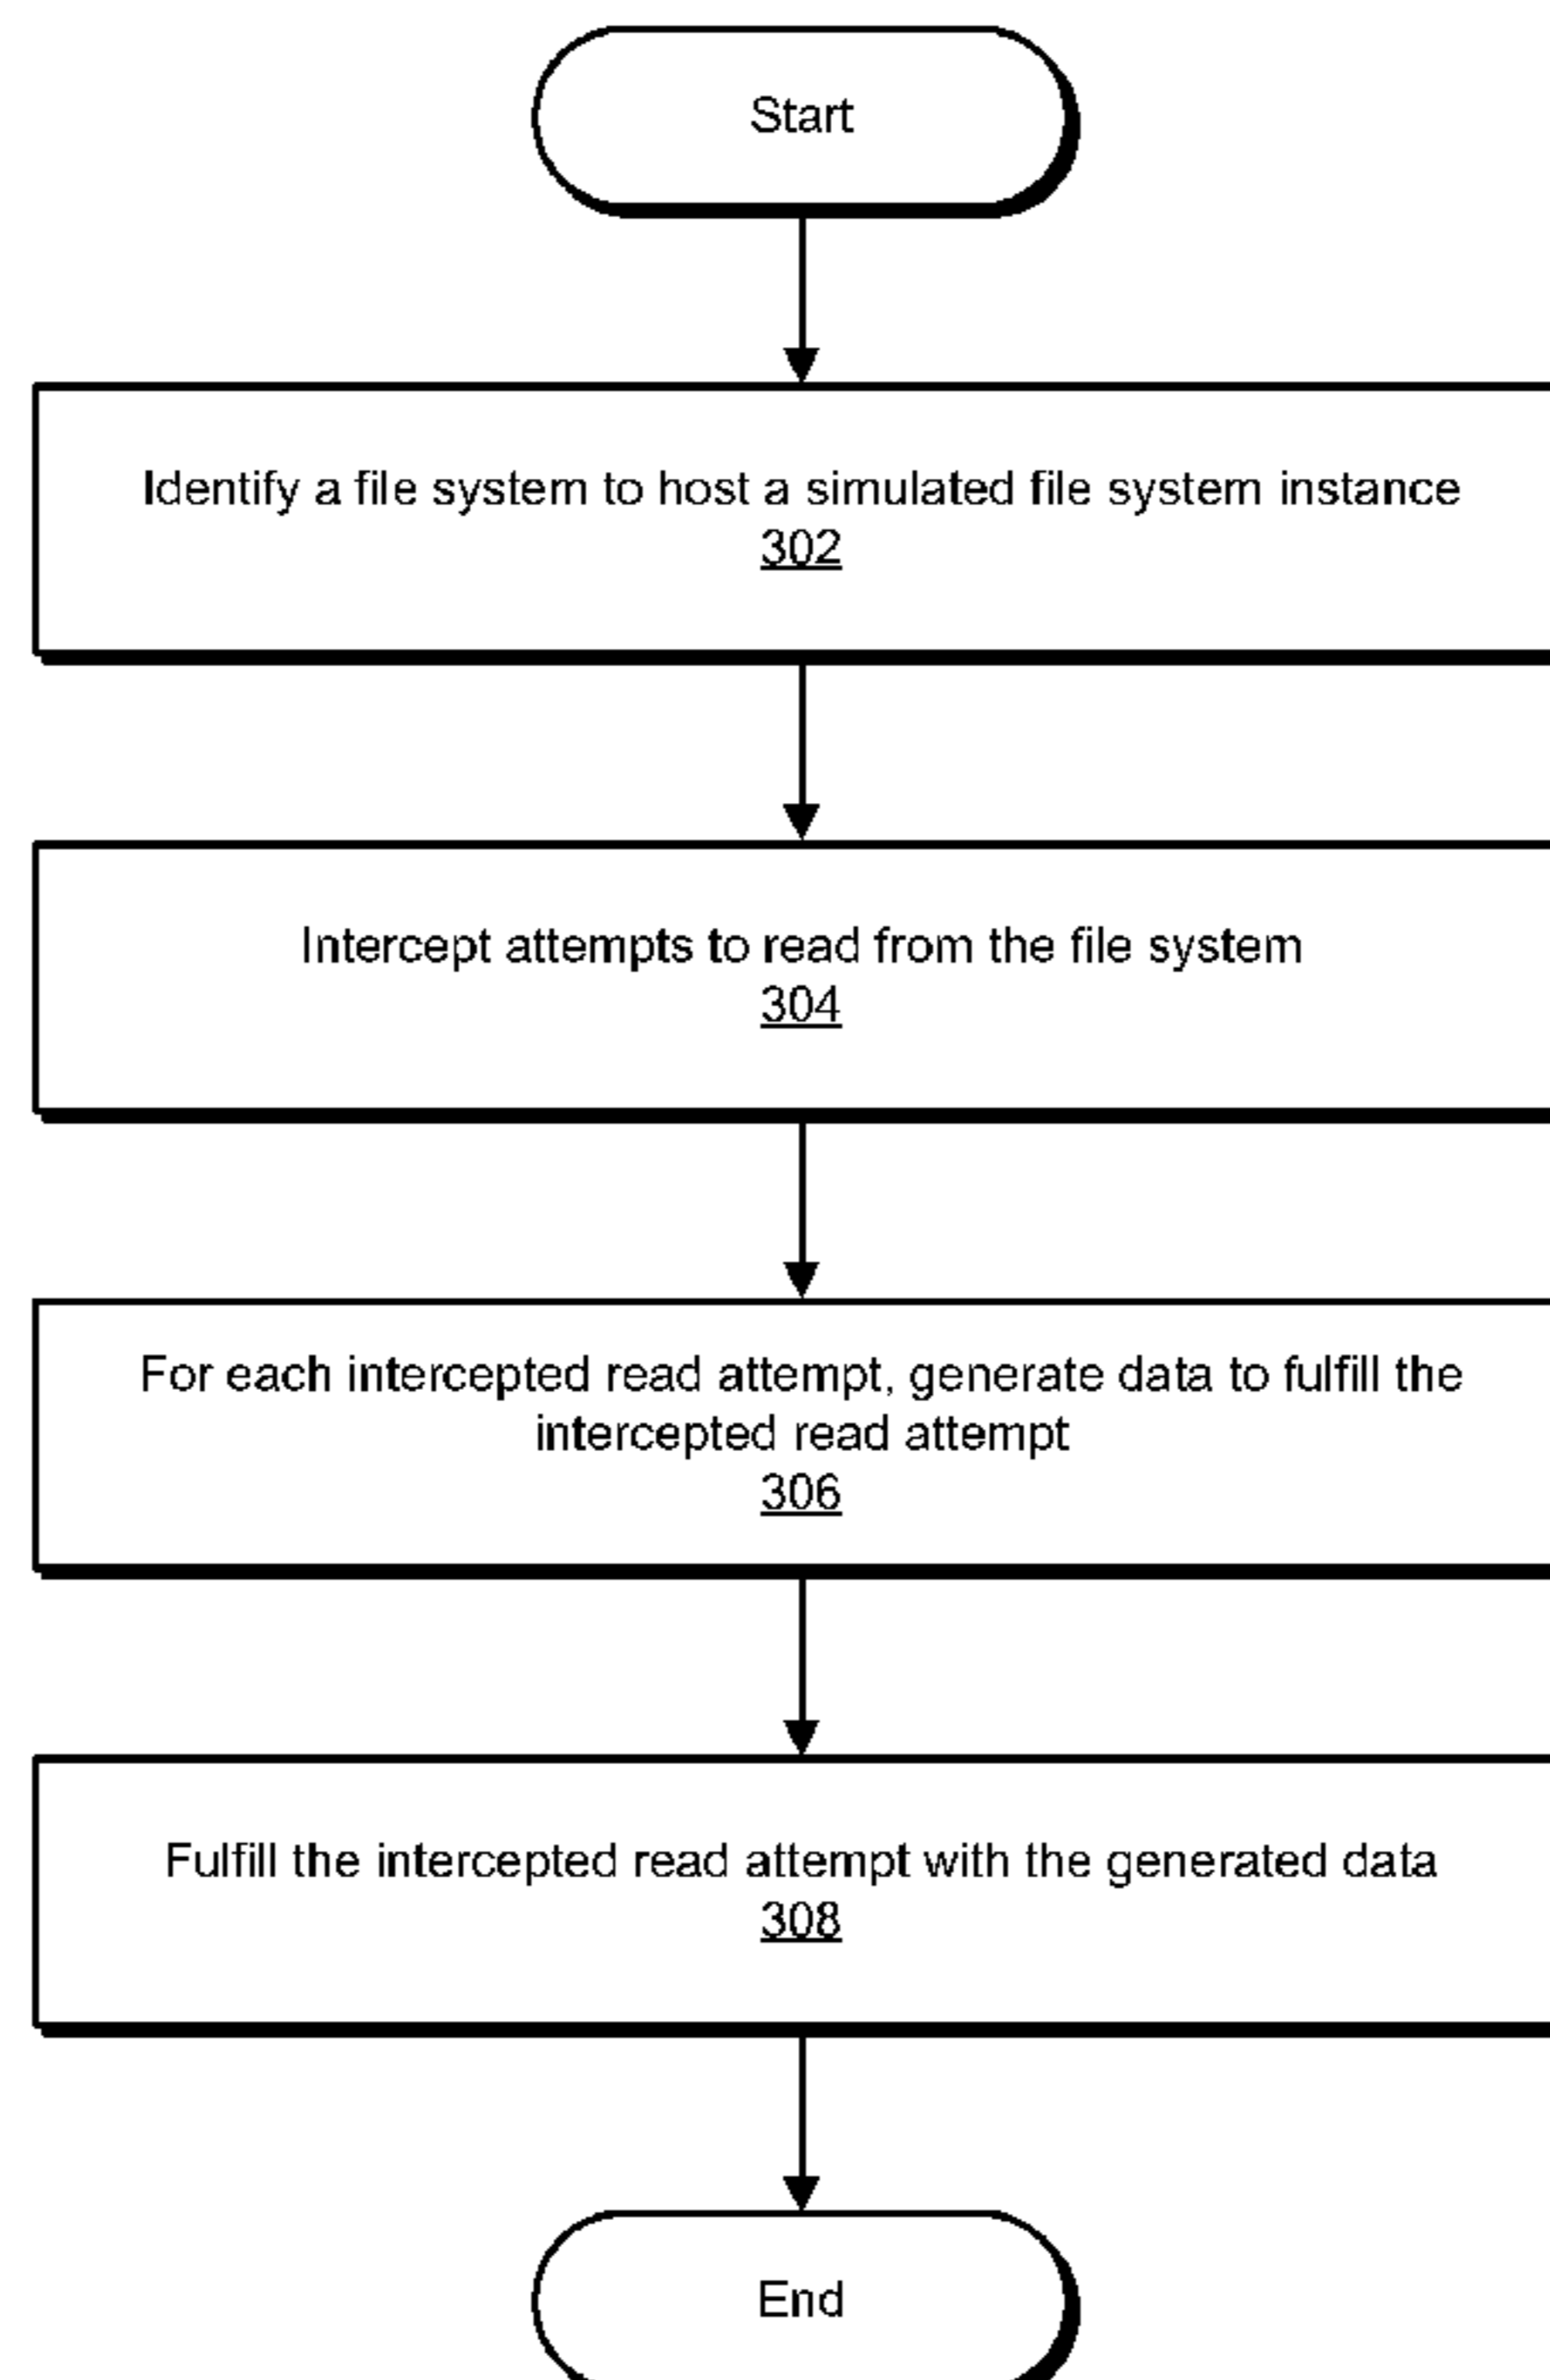 Start
Identify a file system to host a simulated file system instance
302
Intercept attempts to read from the file system
304
For each intercepted read attempt, generate data to fulfill the
intercepted read attempt
306
Fulfill the intercepted read attempt with the generated data
308
End